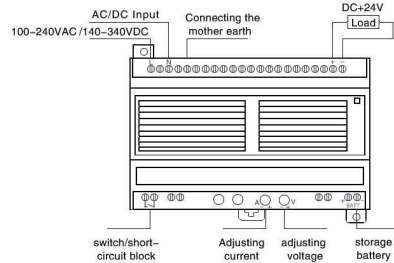 AC/DC Input
100-240VAC/140-340VDC
Connecting the
mother earth
DC+24V
Load
L N + -
A - + - + V + -
BATT
switch/short-
circuit block
Adjusting
current
adjusting
voltage
storage
battery